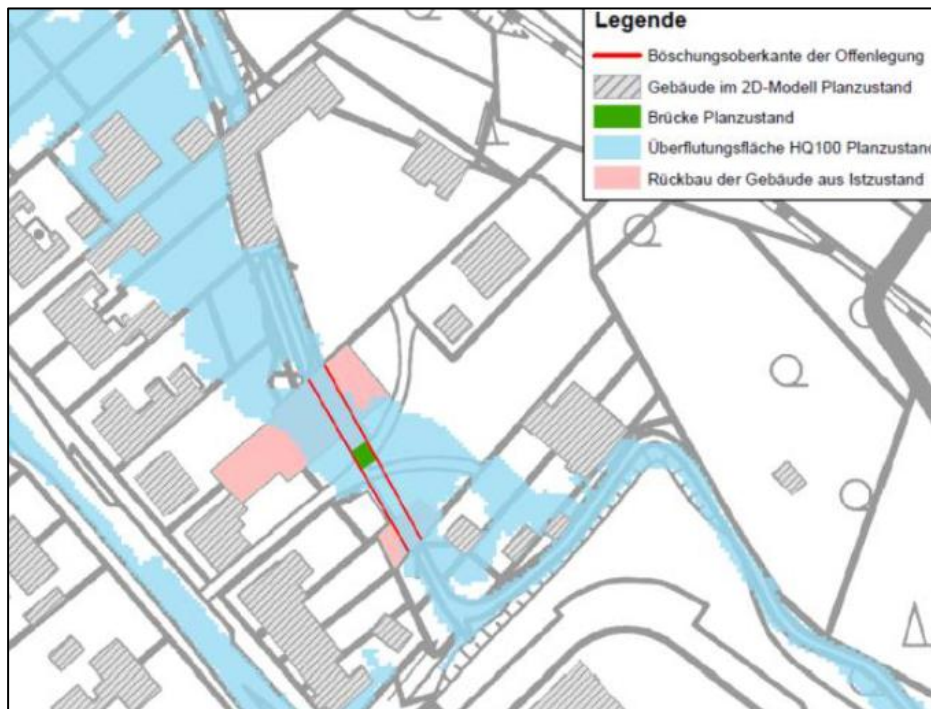 Legende
Böschungsoberkante der Offenlegung
Gebäude im 2D-Modell Planzustand
Brücke Planzustand
Überflutungsfläche HQ100 Planzustand
Rückbau der Gebäude aus Istzustand